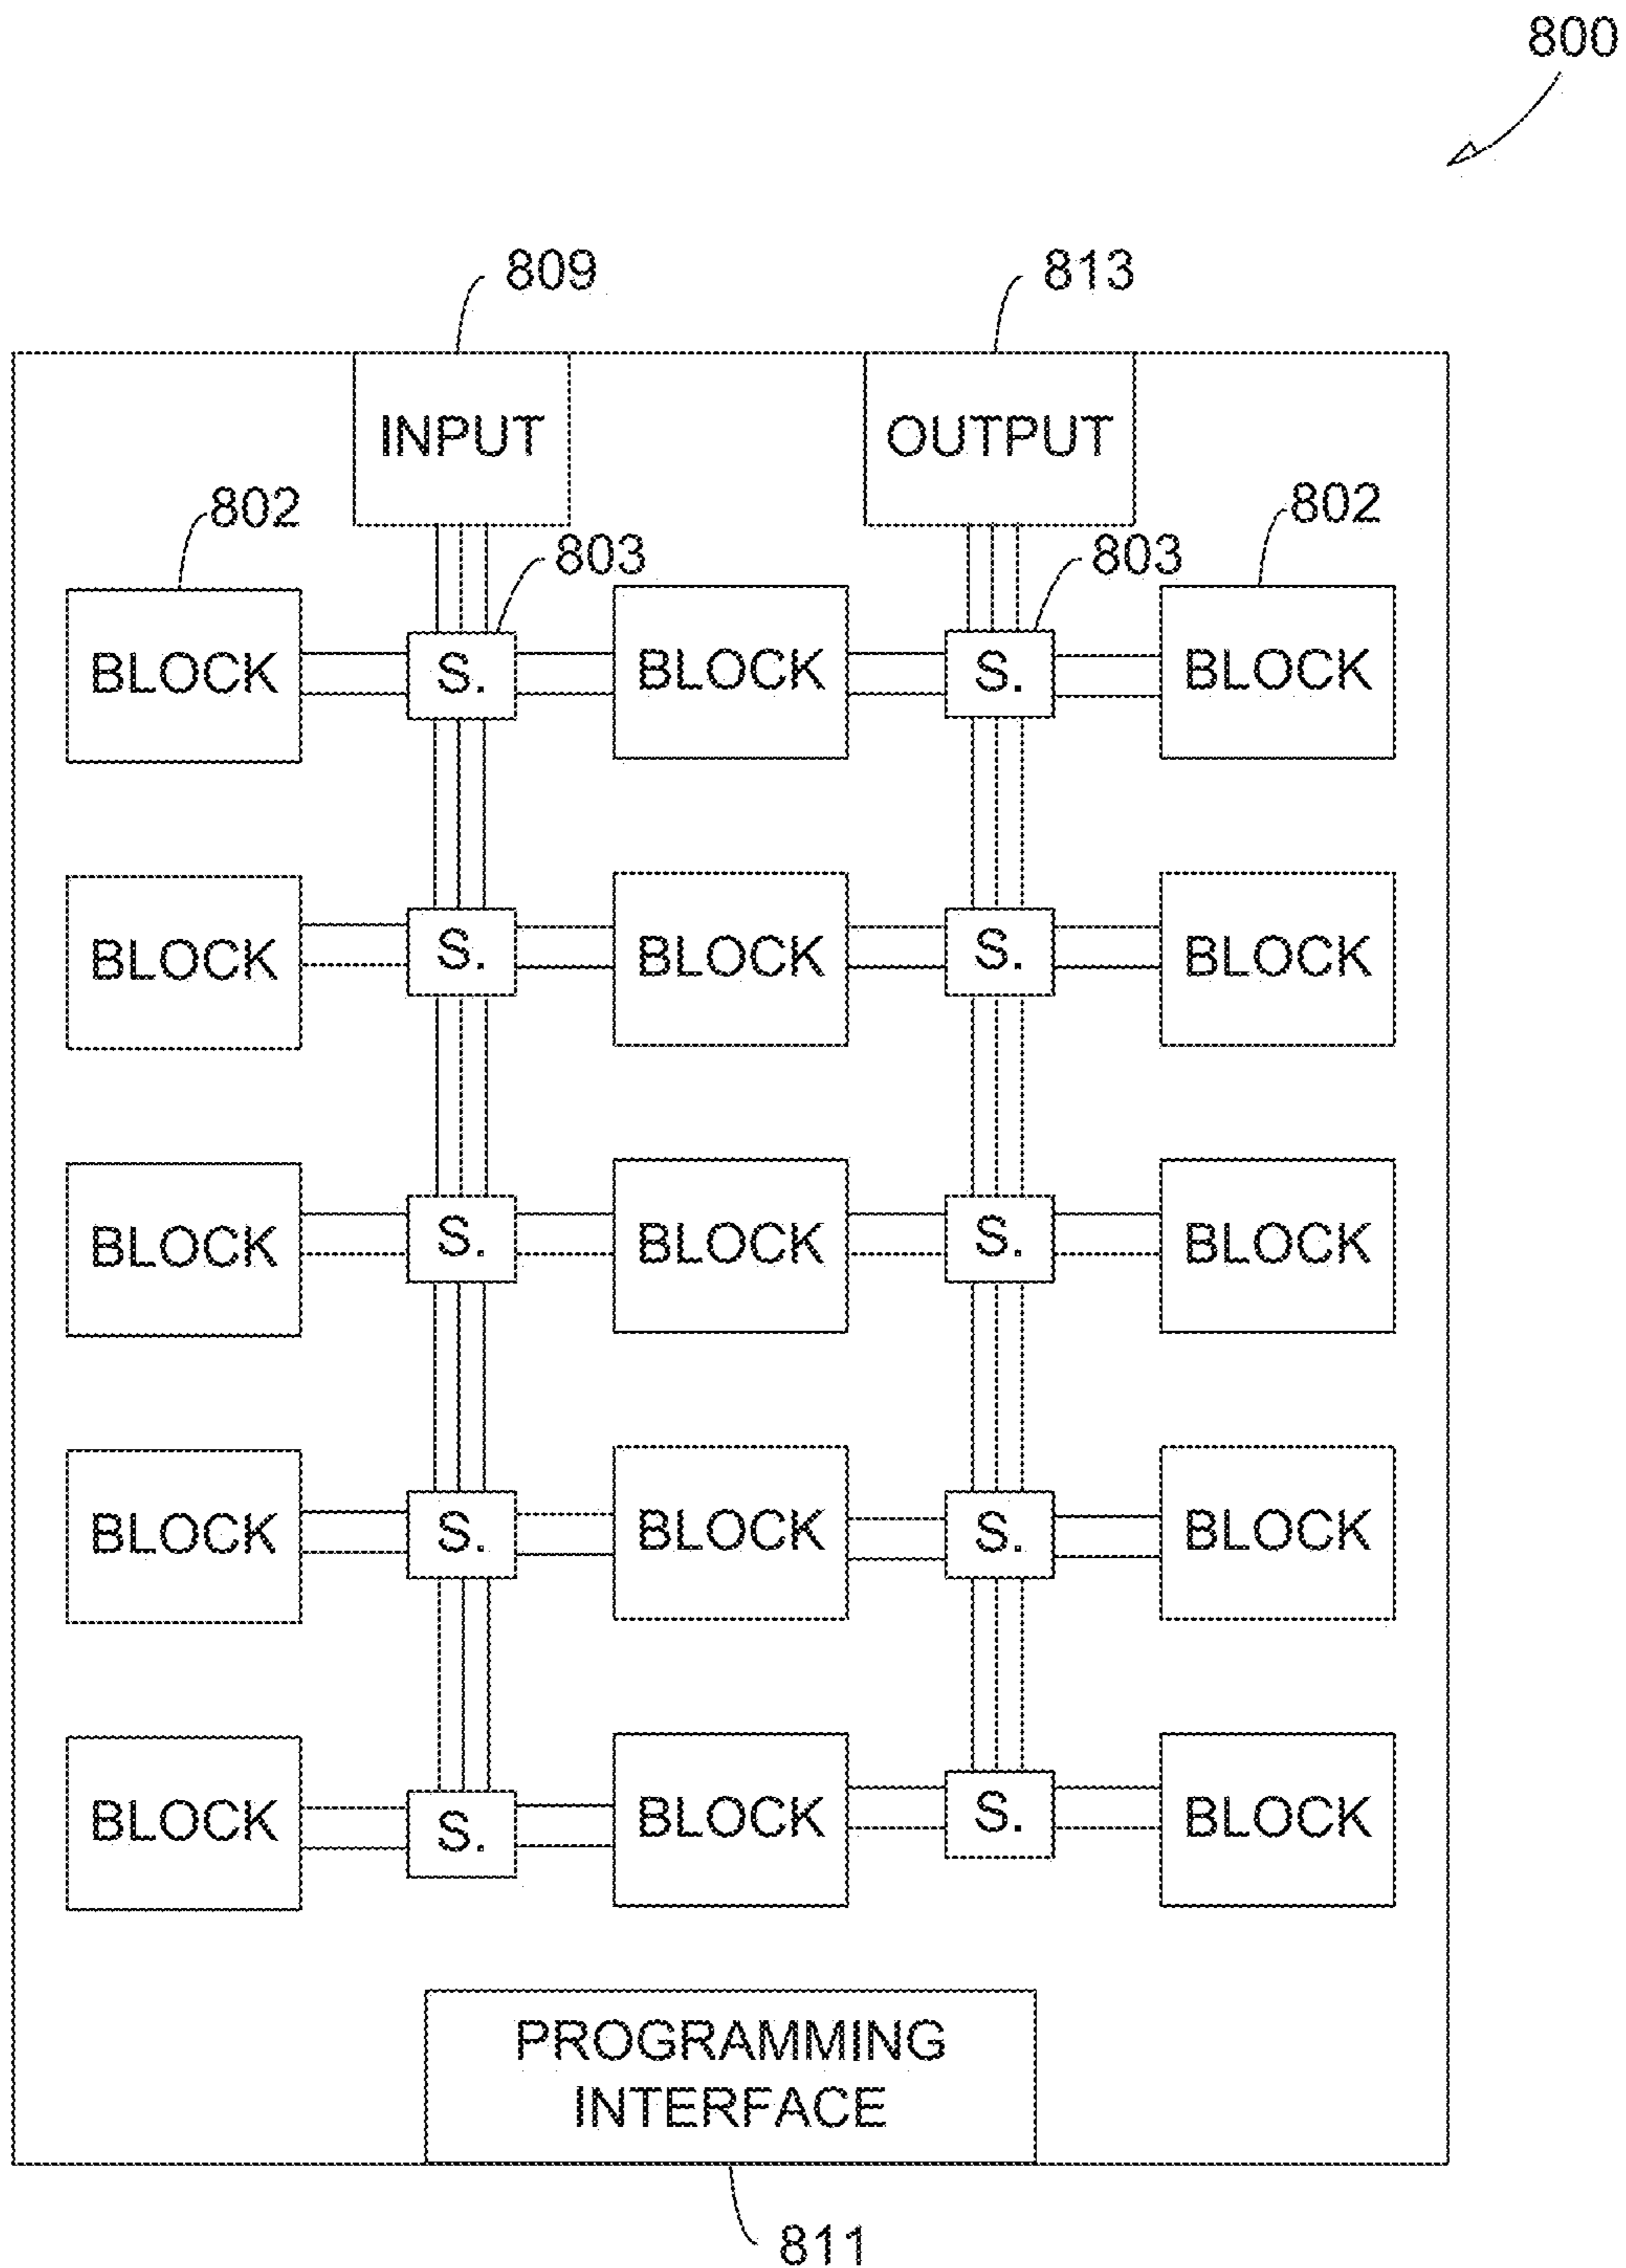 800
809
813
INPUT
OUTPUT
802
802
803
803
BLOCK
S.
BLOCK
S.
BLOCK
BLOCK
S.
BLOCK
S.
BLOCK
BLOCK
S.
BLOCK
S.
BLOCK
BLOCK
S.
BLOCK
S.
BLOCK
BLOCK
S.
BLOCK
S.
BLOCK
PROGRAMMING
INTERFACE
811